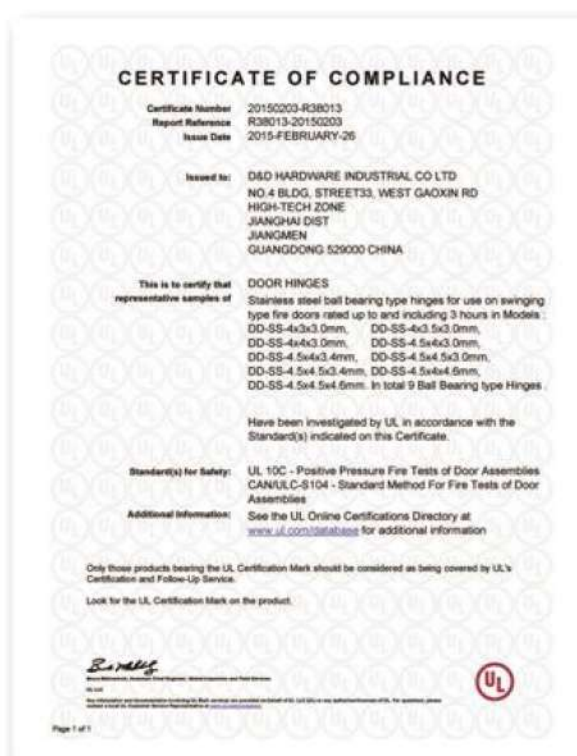 CERTIFICATE OF COMPLIANCE
Certificate Number 20150203-R38013
Report Reference R38013-20150203
Issue Date 2015-FEBRUARY-26
Issued to: D&D HARDWARE INDUSTRIAL CO LTD
NO.4 BLDG, STREET33, WEST GAOXIN RD
HIGH-TECH ZONE
JIANGHAI DIST
JIANGMEN
GUANGDONG 529000 CHINA
This is to certify that DOOR HINGES
representative samples of Stainless steel ball bearing type hinges for use on swinging
type fire doors rated up to and including 3 hours in Models :
DD-SS-4x3x3.0mm, DD-SS-4x3.5x3.0mm,
DD-SS-4x4x3.0mm, DD-SS-4.5x4x3.0mm,
DD-SS-4.5x4x3.4mm, DD-SS-4.5x4.5x3.0mm,
DD-SS-4.5x4.5x3.4mm, DD-SS-4.5x4x4.6mm,
DD-SS-4.5x4.5x4.6mm. In total 9 Ball Bearing type Hinges .
Have been investigated by UL in accordance with the
Standard(s) indicated on this Certificate.
Standard(s) for Safety: UL 10C - Positive Pressure Fire Tests of Door Assemblies
CAN/ULC-S104 - Standard Method For Fire Tests of Door
Assemblies
Additional Information: See the UL Online Certifications Directory at
www.ul.com/database for additional information
Only those products bearing the UL Certification Mark should be considered as being covered by UL's
Certification and Follow-Up Service.
Look for the UL Certification Mark on the product.
UL
Page 1 of 1